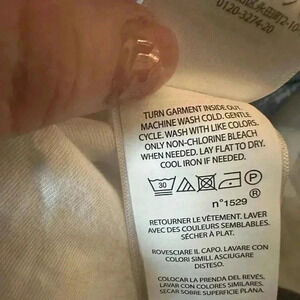 0120-3274-20
TURN GARMENT INSIDE OUT.
MACHINE WASH COLD. GENTLE
CYCLE. WASH WITH LIKE COLORS.
ONLY NON-CHLORINE BLEACH
WHEN NEEDED. LAY FLAT TO DRY.
COOL IRON IF NEEDED.
30 P
R
n°1529
RETOURNER LE VÊTEMENT. LAVER
AVEC DES COULEURS SEMBLABLES.
SÉCHER À PLAT.
ROVESCIARE IL CAPO. LAVARE CON
COLORI SIMILI. ASCIUGARE
DISTESO.
COLOCAR LA PRENDA DEL REVÉS,
LAVAR CON COLORES SIMILARES,
SECAR SOBRE SUPERFICIE PLANA.